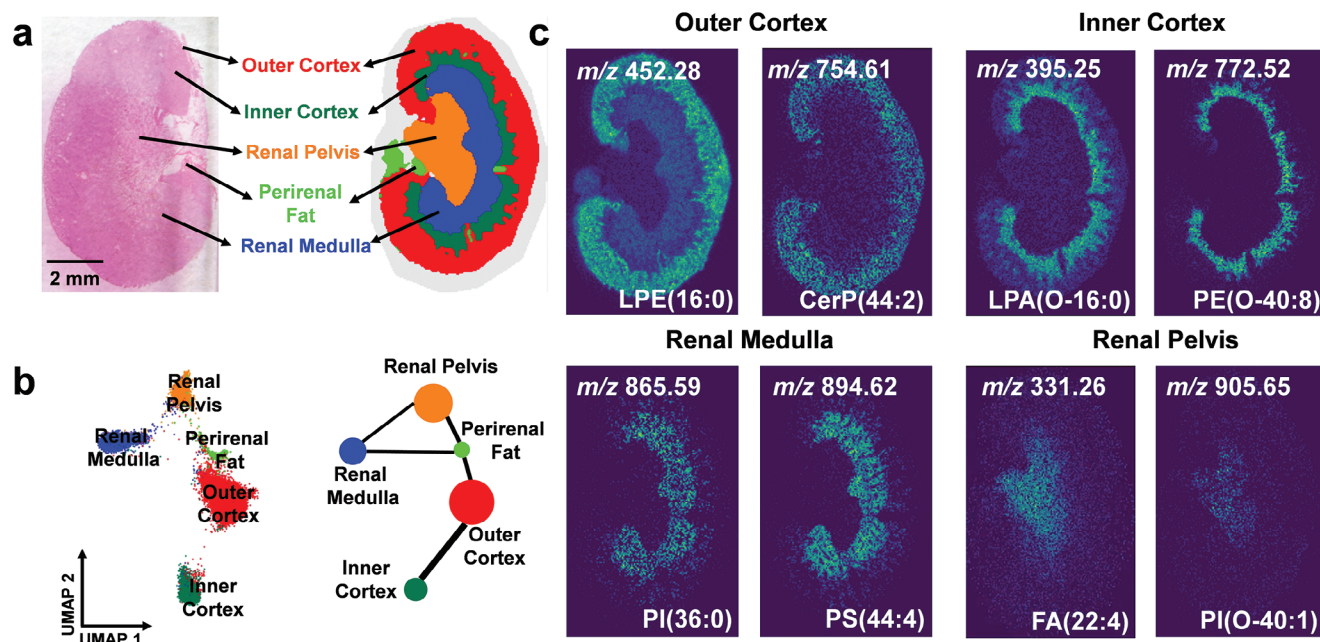 a
Outer Cortex
Inner Cortex
Renal Pelvis
Perirenal
Fat
Renal Medulla
2 mm
b
Renal
Pelvis
Renal
Medulla
Perirenal
Fat
Outer
Cortex
Inner
Cortex
UMAP 2
UMAP 1
Renal Pelvis
Perirenal
Fat
Renal
Medulla
Outer
Cortex
Inner
Cortex
c
Outer Cortex
Inner Cortex
m/z 452.28
m/z 754.61
m/z 395.25
m/z 772.52
LPE(16:0)
CerP(44:2)
LPA(O-16:0)
PE(O-40:8)
Renal Medulla
Renal Pelvis
m/z 865.59
m/z 894.62
m/z 331.26
m/z 905.65
PI(36:0)
PS(44:4)
FA(22:4)
PI(O-40:1)